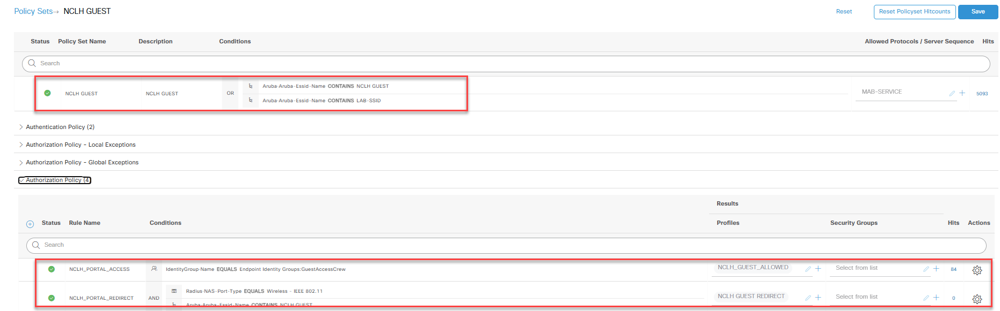 Policy Sets→ NCLH GUEST
Reset
Reset Policyset Hitcounts
Save
Status Policy Set Name Description Conditions Allowed Protocols / Server Sequence Hits
Search
NCLH GUEST NCLH GUEST OR
Aruba·Aruba-Essid-Name CONTAINS NCLH GUEST
Aruba·Aruba-Essid-Name CONTAINS LAB-SSID
MAB-SERVICE 5093
Authentication Policy (2)
Authorization Policy - Local Exceptions
Authorization Policy - Global Exceptions
Authorization Policy (4)
Results
Status Rule Name Conditions Profiles Security Groups Hits Actions
Search
NCLH_PORTAL_ACCESS IdentityGroup·Name EQUALS Endpoint Identity Groups:GuestAccessCrew NCLH_GUEST_ALLOWED Select from list 84
Radius·NAS-Port-Type EQUALS Wireless - IEEE 802.11
NCLH_PORTAL_REDIRECT AND NCLH GUEST REDIRECT Select from list 0
Aruba·Aruba-Essid-Name CONTAINS NCLH GUEST